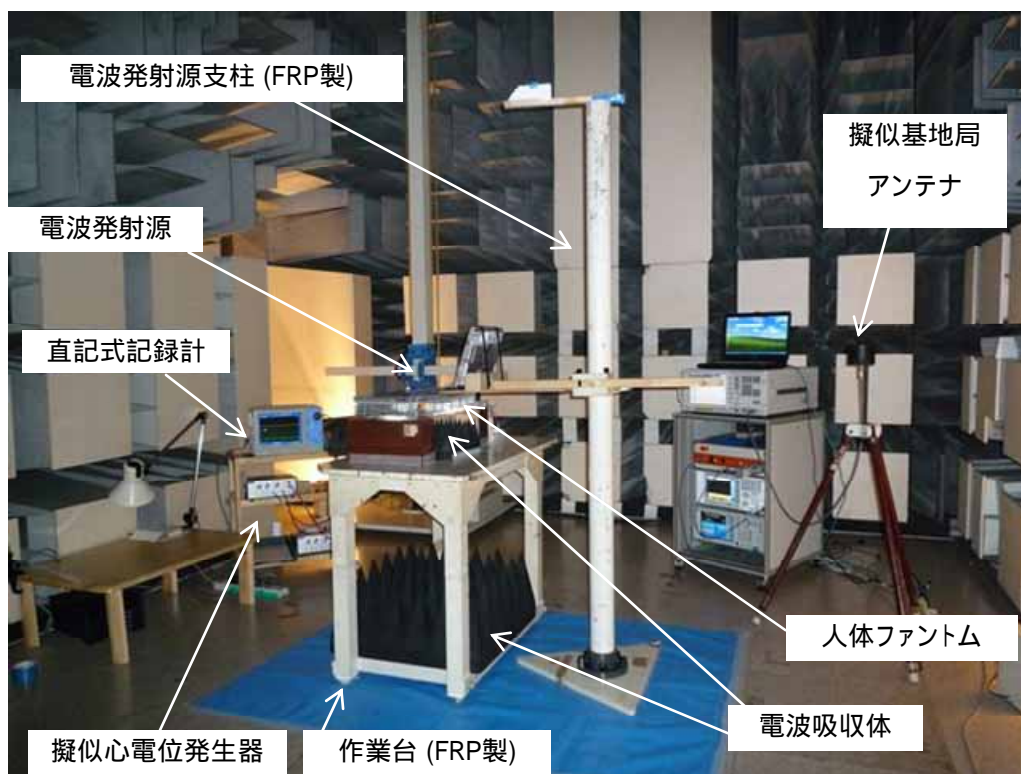 電波発射源支柱 (FRP製)
擬似基地局
アンテナ
電波発射源
直記式記録計
人体ファントム
電波吸収体
擬似心電位発生器
作業台 (FRP製)